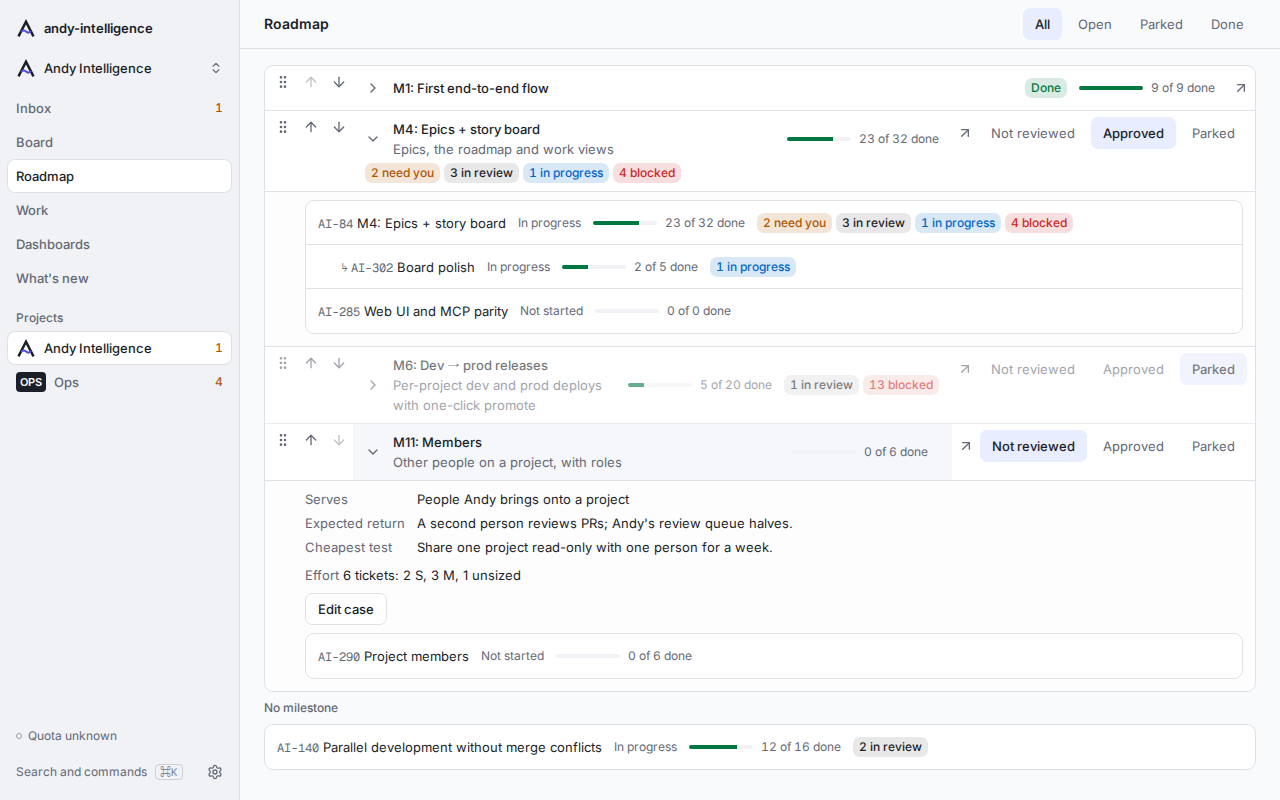 andy-intelligence
Andy Intelligence
Inbox 1
Board
Roadmap
Work
Dashboards
What's new
Projects
Andy Intelligence 1
OPS Ops 4
Quota unknown
Search and commands ⌘K
Roadmap
All Open Parked Done
M1: First end-to-end flow Done 9 of 9 done
M4: Epics + story board 23 of 32 done Not reviewed Approved Parked
Epics, the roadmap and work views
2 need you 3 in review 1 in progress 4 blocked
AI-84 M4: Epics + story board In progress 23 of 32 done 2 need you 3 in review 1 in progress 4 blocked
↳ AI-302 Board polish In progress 2 of 5 done 1 in progress
AI-285 Web UI and MCP parity Not started 0 of 0 done
M6: Dev → prod releases Not reviewed Approved Parked
Per-project dev and prod deploys 5 of 20 done 1 in review 13 blocked
with one-click promote
M11: Members 0 of 6 done Not reviewed Approved Parked
Other people on a project, with roles
Serves People Andy brings onto a project
Expected return A second person reviews PRs; Andy's review queue halves.
Cheapest test Share one project read-only with one person for a week.
Effort 6 tickets: 2 S, 3 M, 1 unsized
Edit case
AI-290 Project members Not started 0 of 6 done
No milestone
AI-140 Parallel development without merge conflicts In progress 12 of 16 done 2 in review